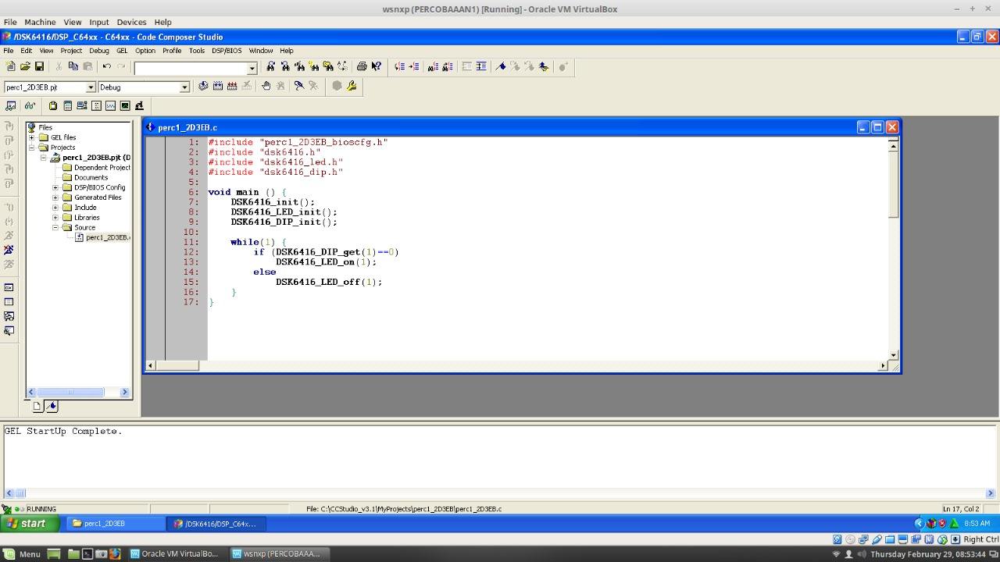 wsnxp (PERCOBAAAN1) [Running] - Oracle VM VirtualBox
File Machine View Input Devices Help
/DSK6416/DSP_C64xx - C64xx - Code Composer Studio
File Edit View Project Debug GEL Option Profile Tools DSP/BIOS Window Help
perc1_2D3EB.pjt Debug
Files
GEL files
Projects
perc1_2D3EB.pjt (D
Dependent Project
Documents
DSP/BIOS Config
Generated Files
Include
Libraries
Source
perc1_2D3EB.
perc1_2D3EB.c
1: #include "perc1_2D3EB_bioscfg.h"
2: #include "dsk6416.h"
3: #include "dsk6416_led.h"
4: #include "dsk6416_dip.h"
5:
6: void main () {
7: DSK6416_init();
8: DSK6416_LED_init();
9: DSK6416_DIP_init();
10:
11: while(1) {
12: if (DSK6416_DIP_get(1)==0)
13: DSK6416_LED_on(1);
14: else
15: DSK6416_LED_off(1);
16: }
17: }
GEL StartUp Complete.
RUNNING File: C:\CCStudio_v3.1\MyProjects\perc1_2D3EB\perc1_2D3EB.c Ln 17, Col 2
start perc1_2D3EB /DSK6416/DSP_C64x... 8:53 AM
Right Ctrl
Menu Oracle VM VirtualBo... wsnxp (PERCOBAAA... Thursday February 29, 08:53:44